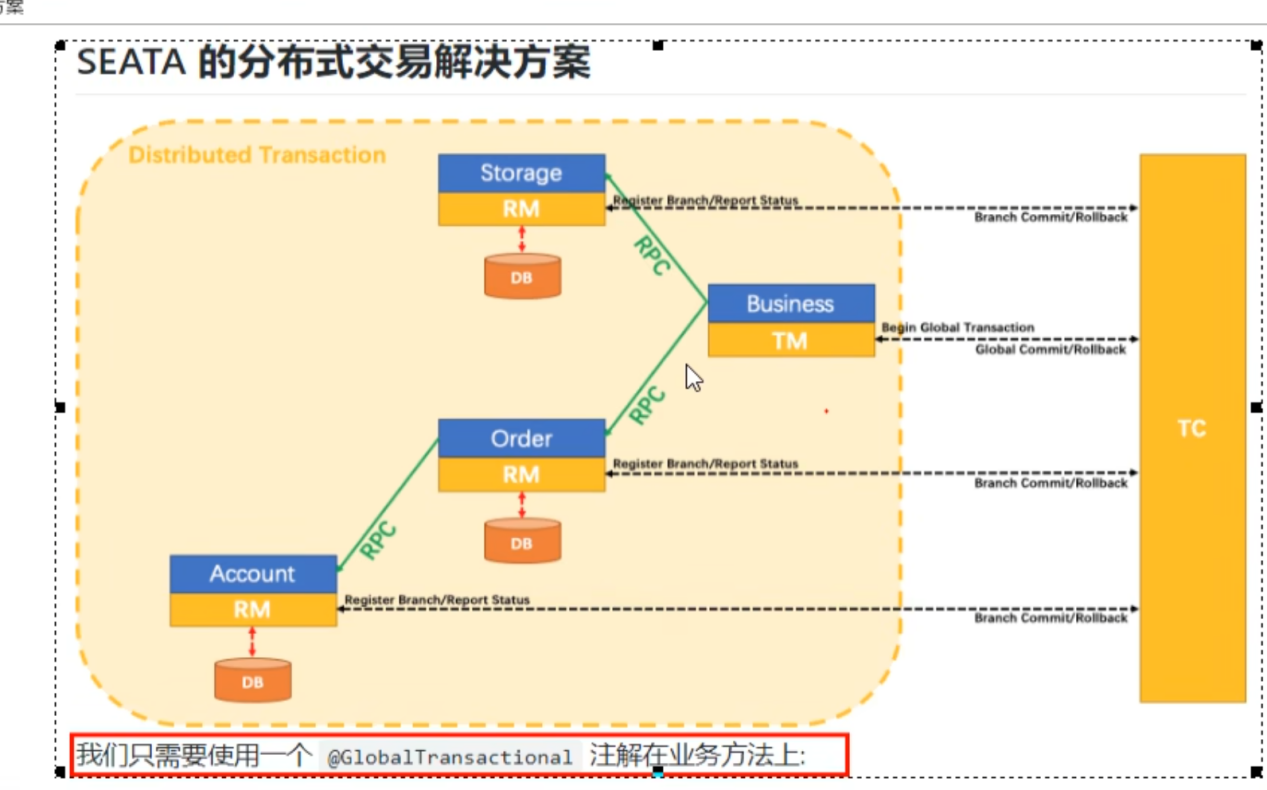 方案
SEATA 的分布式交易解决方案
Distributed Transaction
Storage
RM
DB
RPC
Register Branch/Report Status
Branch Commit/Rollback
Business
TM
Begin Global Transaction
Global Commit/Rollback
TC
RPC
Order
RM
DB
Register Branch/Report Status
Branch Commit/Rollback
RPC
Account
RM
DB
Register Branch/Report Status
Branch Commit/Rollback
我们只需要使用一个 @GlobalTransactional 注解在业务方法上: